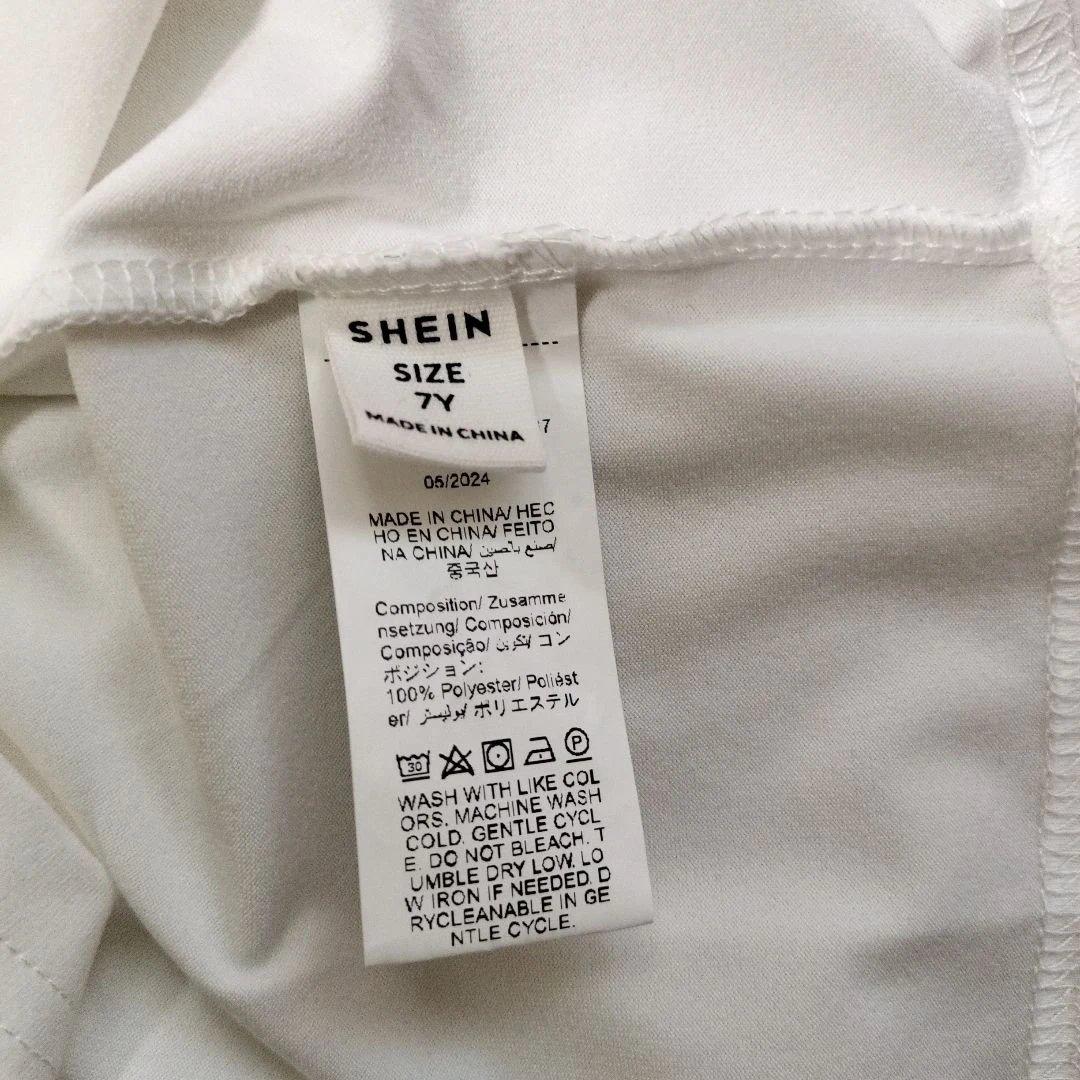 SHEIN
SIZE
7Y
MADE IN CHINA
7
05/2024
MADE IN CHINA/ HEC
HO EN CHINA/ FEITO
NA CHINA/ صنع بالصين/
중국산
Composition/ Zusamme
nsetzung/ Composición/
Composição/ تكوين/ コン
ポジション:
100% Polyester/ Poliést
er/ بوليستر/ ポリエステル
30 P
WASH WITH LIKE COL
ORS. MACHINE WASH
COLD. GENTLE CYCL
E. DO NOT BLEACH. T
UMBLE DRY LOW. LO
W IRON IF NEEDED. D
RYCLEANABLE IN GE
NTLE CYCLE.